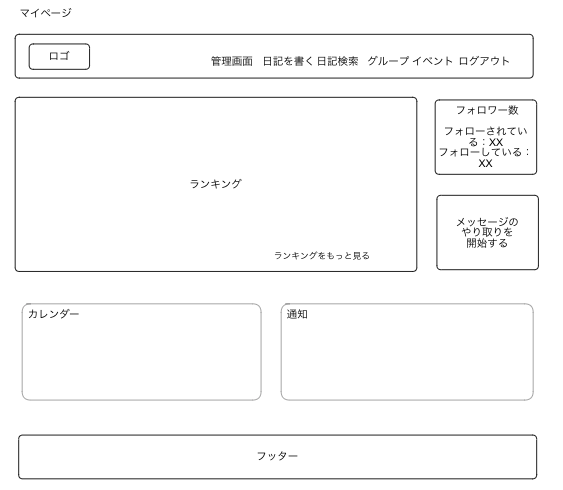 マイページ
ロゴ
管理画面 日記を書く 日記検索 グループ イベント ログアウト
ランキング
ランキングをもっと見る
フォロワー数
フォローされてい
る：XX
フォローしている：
XX
メッセージの
やり取りを
開始する
カレンダー
通知
フッター